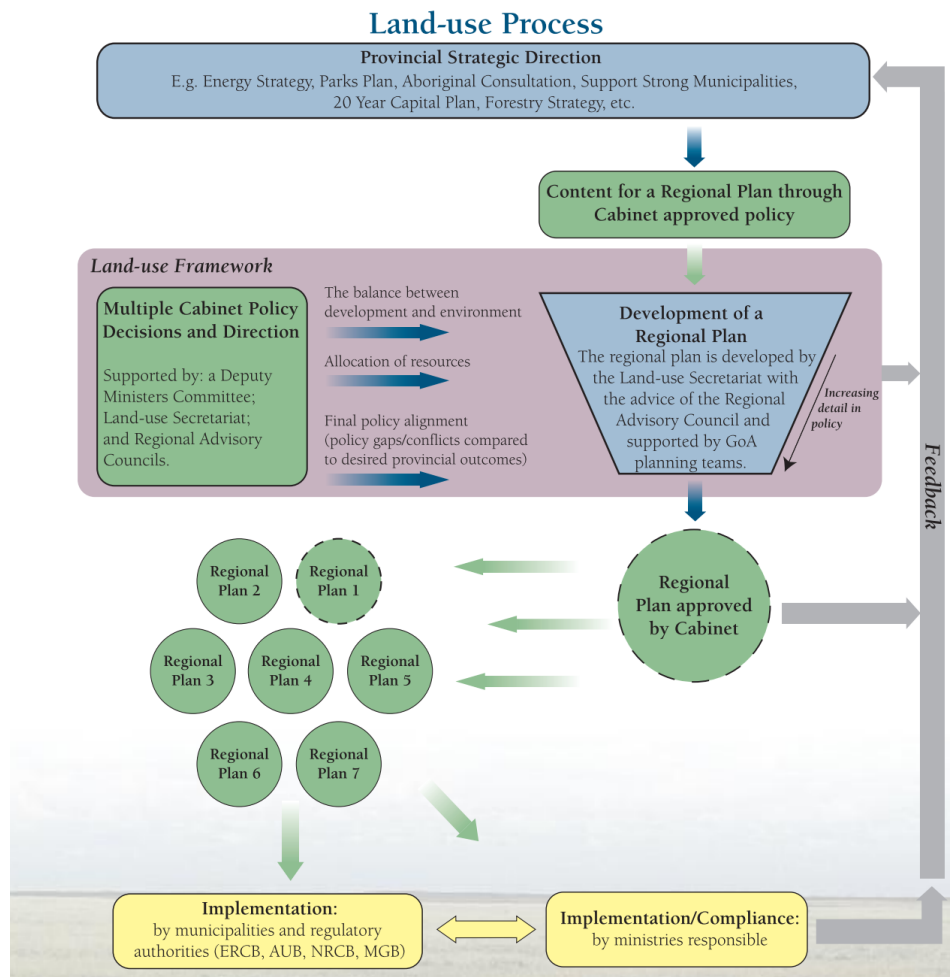 Land-use Process
Provincial Strategic Direction
E.g. Energy Strategy, Parks Plan, Aboriginal Consultation, Support Strong Municipalities,
20 Year Capital Plan, Forestry Strategy, etc.
Content for a Regional Plan through
Cabinet approved policy
Land-use Framework
Multiple Cabinet Policy
Decisions and Direction
Supported by: a Deputy
Ministers Committee;
Land-use Secretariat;
and Regional Advisory
Councils.
The balance between
development and environment
Allocation of resources
Final policy alignment
(policy gaps/conflicts compared
to desired provincial outcomes)
Development of a
Regional Plan
The regional plan is developed by
the Land-use Secretariat with
the advice of the Regional
Advisory Council and
supported by GoA
planning teams.
Increasing
detail in
policy
Feedback
Regional
Plan approved
by Cabinet
Regional
Plan 2
Regional
Plan 1
Regional
Plan 3
Regional
Plan 4
Regional
Plan 5
Regional
Plan 6
Regional
Plan 7
Implementation:
by municipalities and regulatory
authorities (ERCB, AUB, NRCB, MGB)
Implementation/Compliance:
by ministries responsible